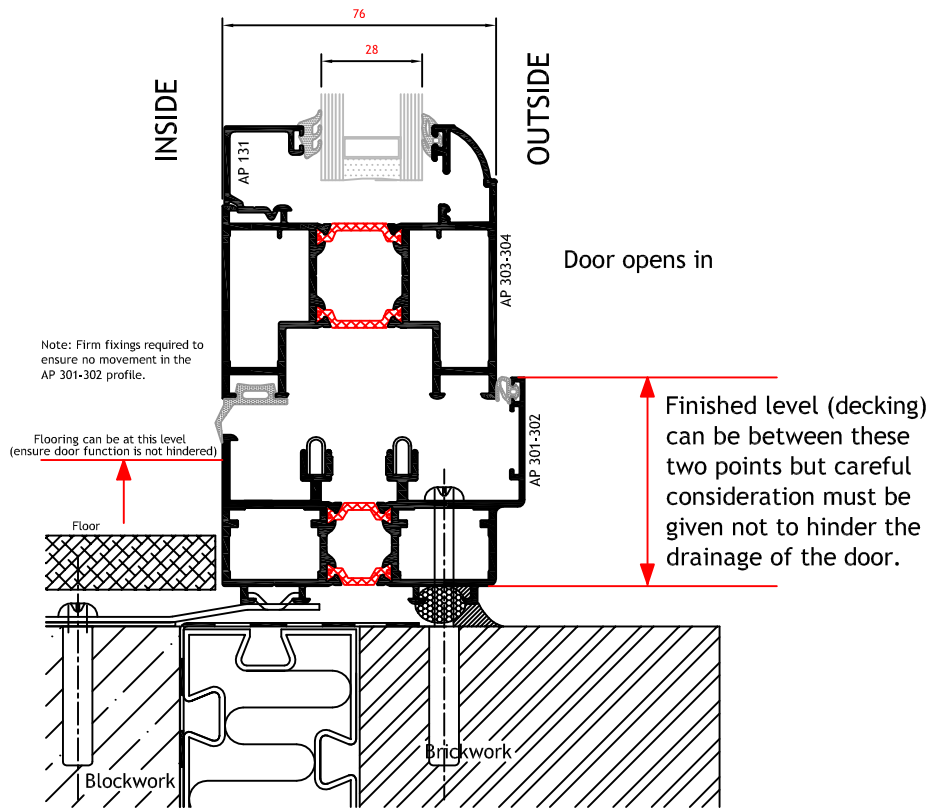 76
28
INSIDE
OUTSIDE
AP 131
AP 303-304
Door opens in
Note: Firm fixings required to
ensure no movement in the
AP 301-302 profile.
Flooring can be at this level
(ensure door function is not hindered)
AP 301-302
Finished level (decking)
can be between these
two points but careful
consideration must be
given not to hinder the
drainage of the door.
Floor
Brickwork
Blockwork